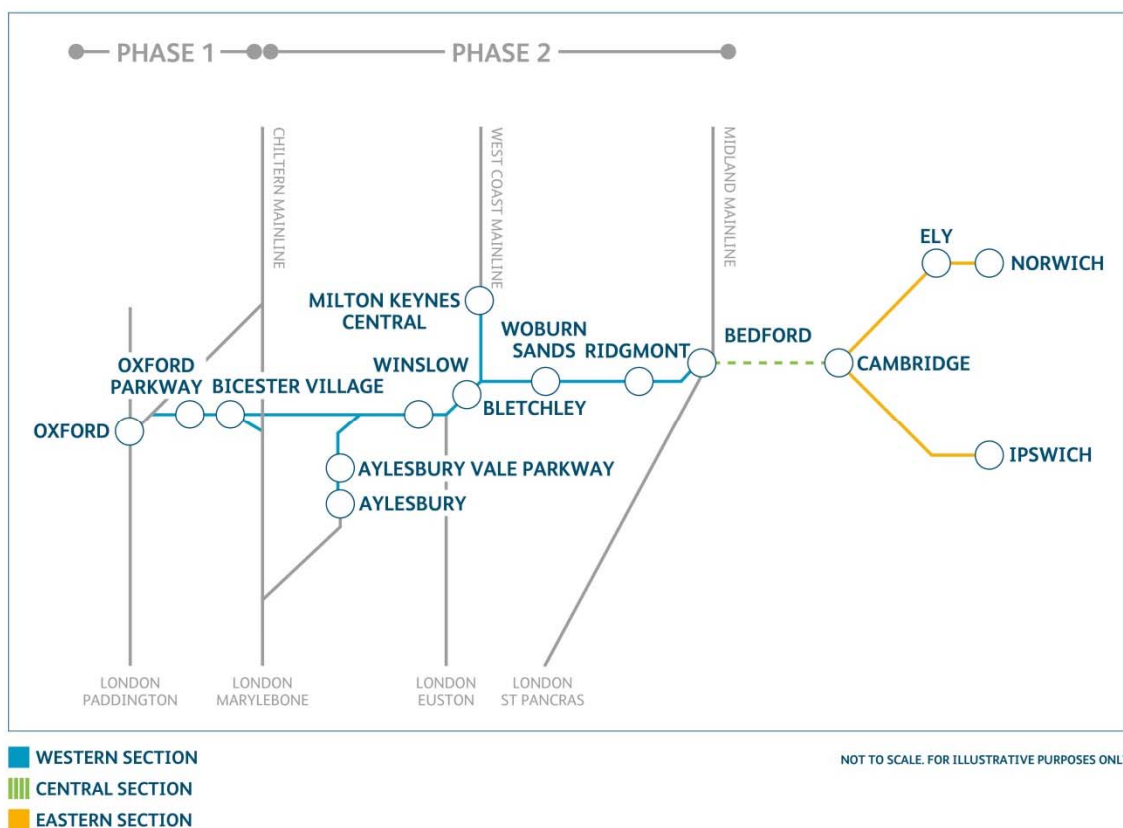 PHASE 1
PHASE 2
CHILTERN MAINLINE
WEST COAST MAINLINE
MIDLAND MAINLINE
ELY
NORWICH
MILTON KEYNES
CENTRAL
WOBURN
SANDS
RIDGMONT
BEDFORD
CAMBRIDGE
WINSLOW
OXFORD
PARKWAY
BICESTER VILLAGE
BLETCHLEY
OXFORD
IPSWICH
AYLESBURY VALE PARKWAY
AYLESBURY
LONDON
PADDINGTON
LONDON
MARYLEBONE
LONDON
EUSTON
LONDON
ST PANCRAS
WESTERN SECTION
CENTRAL SECTION
EASTERN SECTION
NOT TO SCALE. FOR ILLUSTRATIVE PURPOSES ONLY